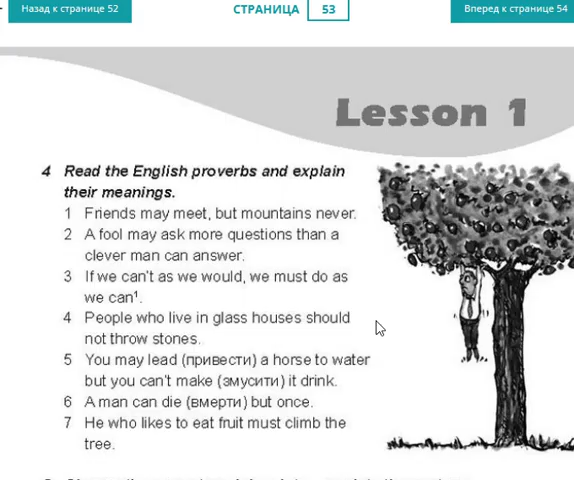 Назад к странице 52
СТРАНИЦА 53
Вперед к странице 54
Lesson 1
4 Read the English proverbs and explain
their meanings.
1 Friends may meet, but mountains never.
2 A fool may ask more questions than a
clever man can answer.
3 If we can't as we would, we must do as
we can¹.
4 People who live in glass houses should
not throw stones.
5 You may lead (привести) a horse to water
but you can't make (змусити) it drink.
6 A man can die (вмерти) but once.
7 He who likes to eat fruit must climb the
tree.